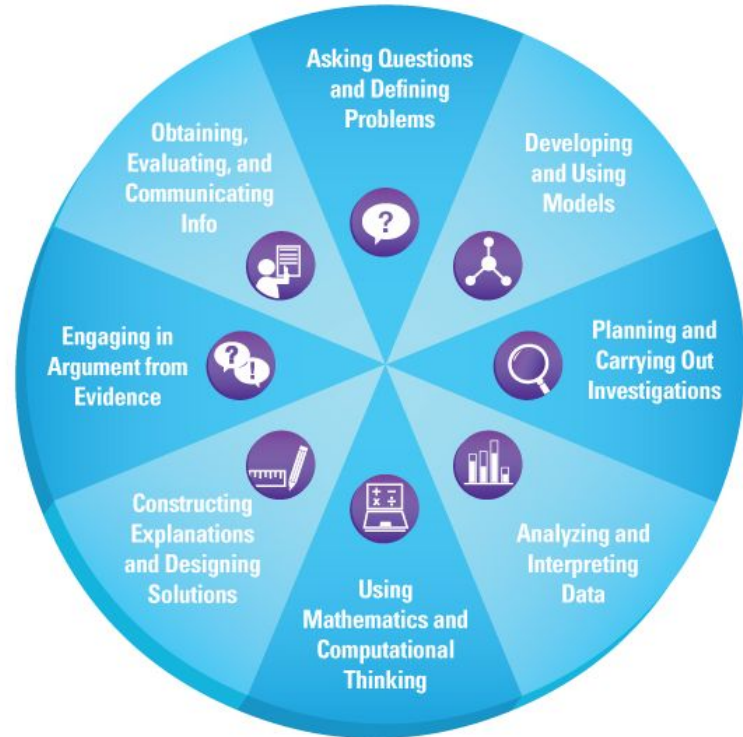 Asking Questions
and Defining
Problems
Developing
and Using
Models
Planning and
Carrying Out
Investigations
Analyzing and
Interpreting
Data
Using
Mathematics and
Computational
Thinking
Constructing
Explanations
and Designing
Solutions
Engaging in
Argument from
Evidence
Obtaining,
Evaluating, and
Communicating
Info
?
?
!
+ −
× ÷